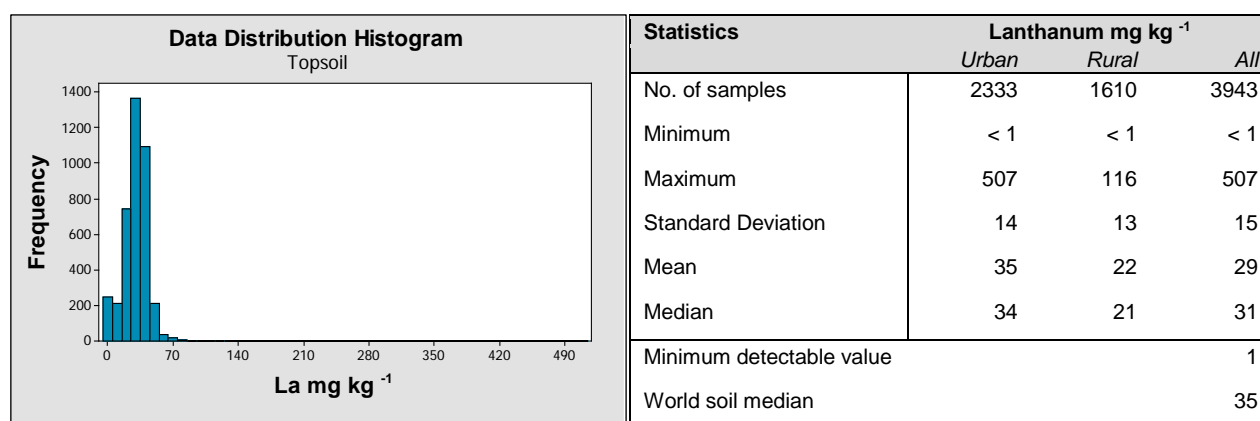 Data Distribution Histogram
Topsoil
1400
1200
1000
800
600
400
200
0
Frequency
0 70 140 210 280 350 420 490
La mg kg -1
Statistics Lanthanum mg kg -1
Urban Rural All
No. of samples 2333 1610 3943
Minimum < 1 < 1 < 1
Maximum 507 116 507
Standard Deviation 14 13 15
Mean 35 22 29
Median 34 21 31
Minimum detectable value 1
World soil median 35